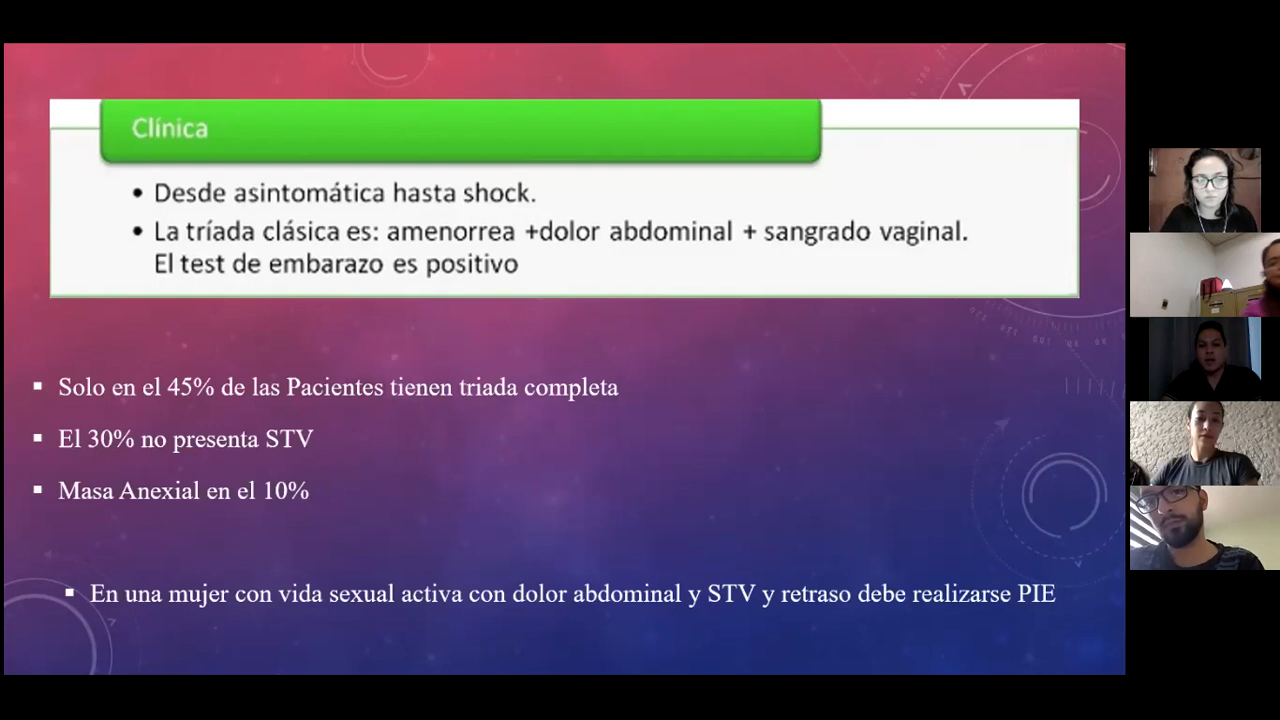 Clínica
• Desde asintomática hasta shock.
• La tríada clásica es: amenorrea +dolor abdominal + sangrado vaginal.
El test de embarazo es positivo
▪ Solo en el 45% de las Pacientes tienen triada completa
▪ El 30% no presenta STV
▪ Masa Anexial en el 10%
▪ En una mujer con vida sexual activa con dolor abdominal y STV y retraso debe realizarse PIE